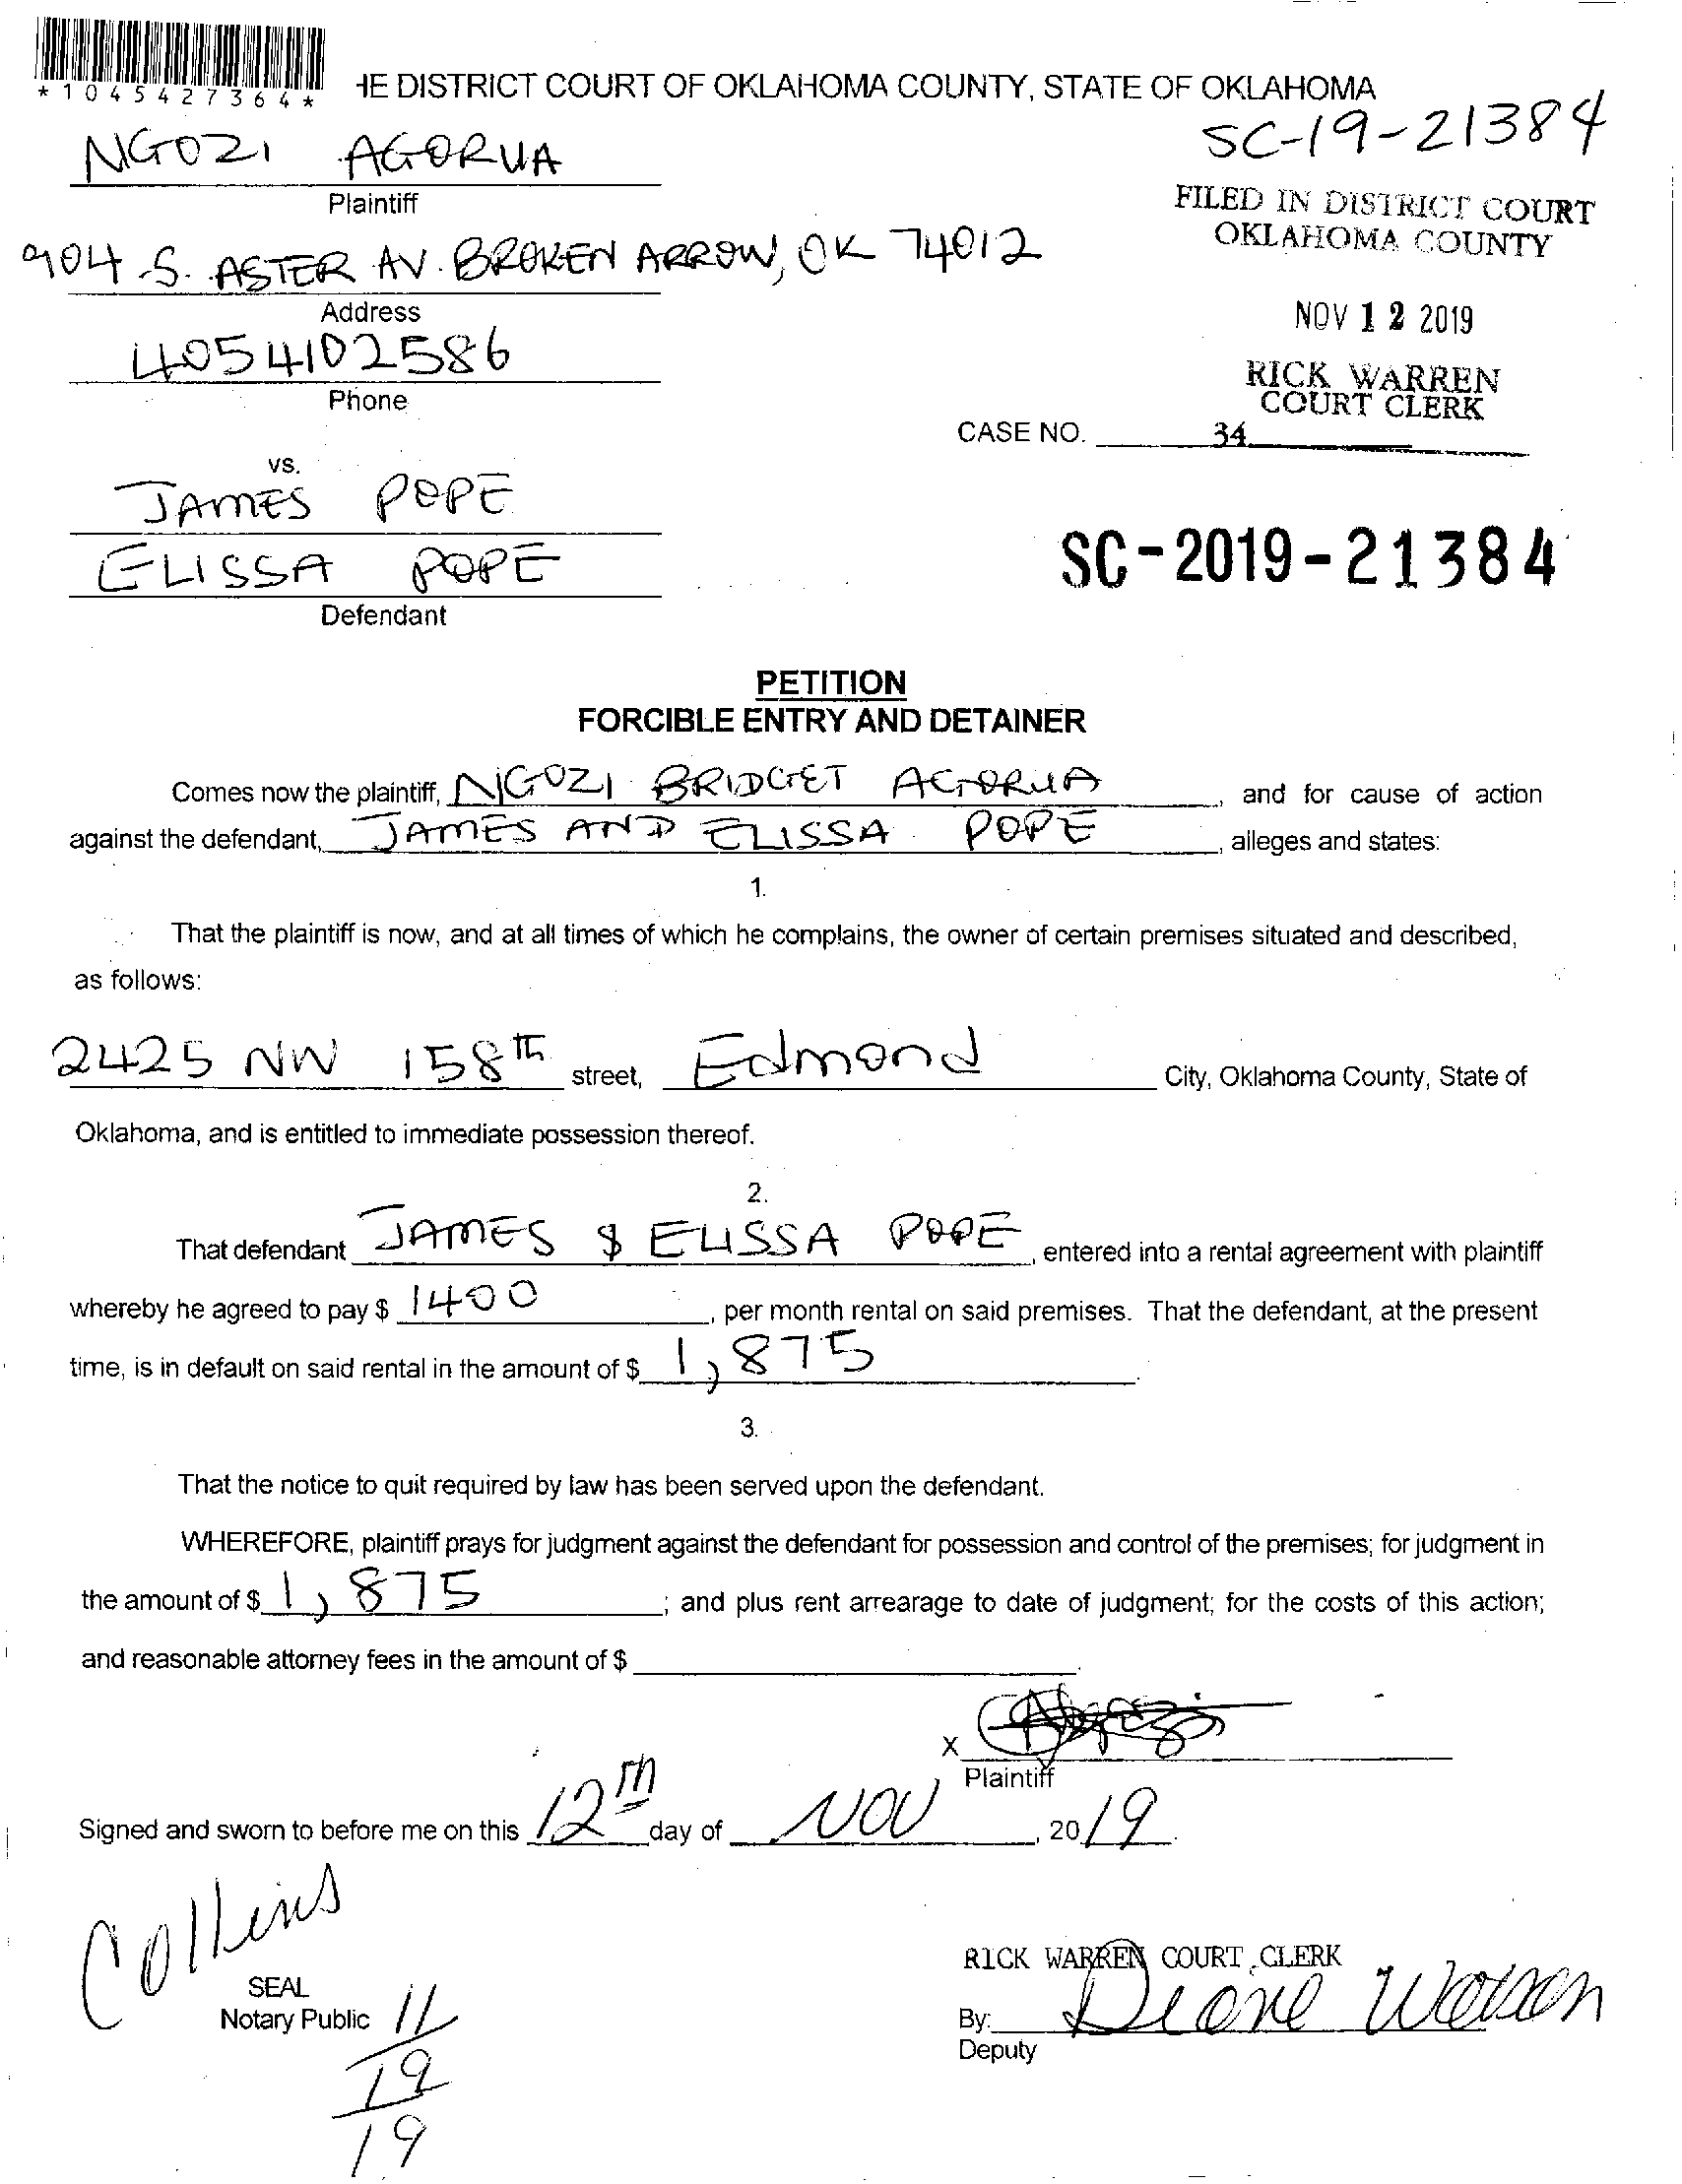 *1045427364*
HE DISTRICT COURT OF OKLAHOMA COUNTY, STATE OF OKLAHOMA
SC-19-21384
NGOZI AGORUA
Plaintiff
FILED IN DISTRICT COURT
OKLAHOMA COUNTY
904 S. ASTER AV. BROKEN ARROW, OK 74012
Address
NOV 12 2019
4054102586
Phone
RICK WARREN
COURT CLERK
CASE NO. 34
vs.
JAMES POPE
ELISSA POPE
Defendant
SC-2019-21384
PETITION
FORCIBLE ENTRY AND DETAINER
Comes now the plaintiff, NGOZI BRIDGET AGORUA, and for cause of action
against the defendant, JAMES AND ELISSA POPE, alleges and states:
1.
That the plaintiff is now, and at all times of which he complains, the owner of certain premises situated and described,
as follows:
2425 NW 158TH street, Edmond City, Oklahoma County, State of
Oklahoma, and is entitled to immediate possession thereof.
2.
That defendant JAMES & ELISSA POPE, entered into a rental agreement with plaintiff
whereby he agreed to pay $ 1400, per month rental on said premises. That the defendant, at the present
time, is in default on said rental in the amount of $ 1,875.
3.
That the notice to quit required by law has been served upon the defendant.
WHEREFORE, plaintiff prays for judgment against the defendant for possession and control of the premises; for judgment in
the amount of $ 1,875; and plus rent arrearage to date of judgment; for the costs of this action;
and reasonable attorney fees in the amount of $ .
X
Plaintiff
Signed and sworn to before me on this 12th day of NOV, 2019.
Collins
SEAL
Notary Public 11
12
19
RICK WARREN COURT CLERK
By: Diane Watson
Deputy